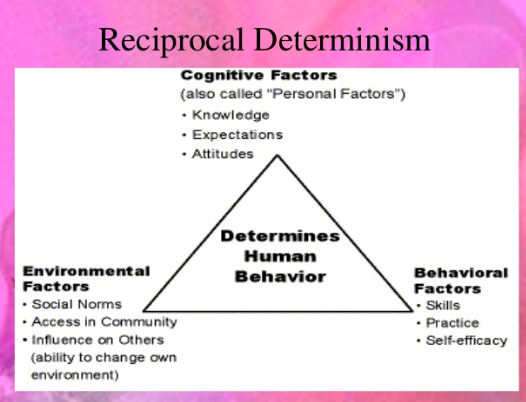 Reciprocal Determinism
Cognitive Factors
(also called "Personal Factors")
• Knowledge
• Expectations
• Attitudes
Determines
Human
Behavior
Environmental
Factors
• Social Norms
• Access in Community
• Influence on Others
(ability to change own
environment)
Behavioral
Factors
• Skills
• Practice
• Self-efficacy